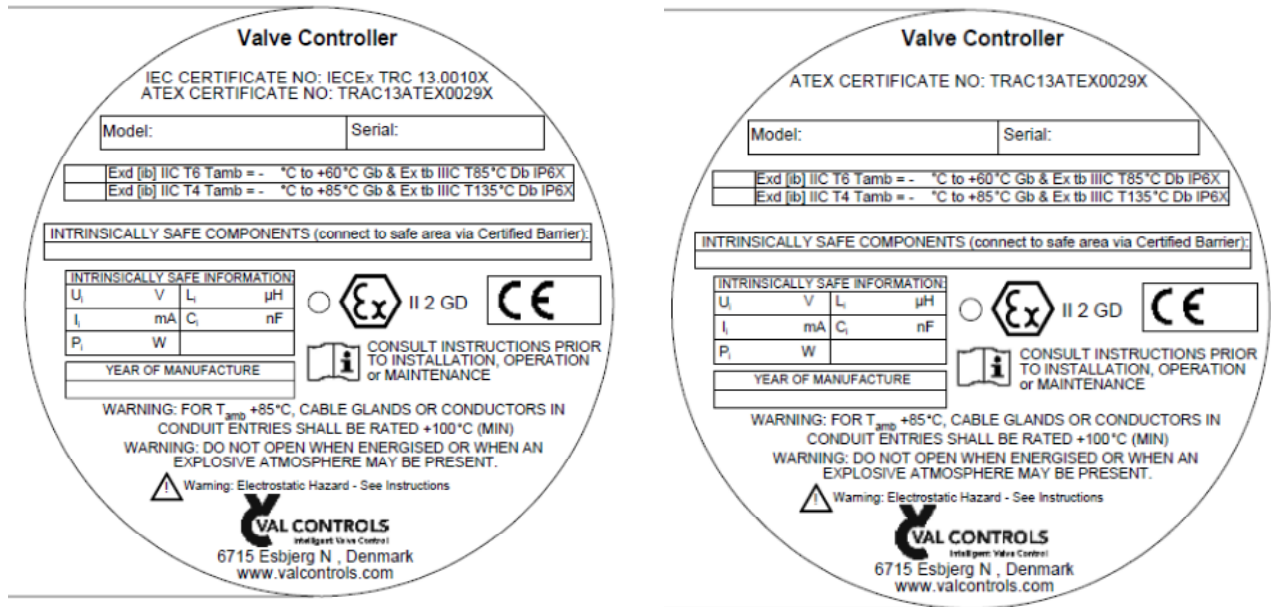 Valve Controller
IEC CERTIFICATE NO: IECEx TRC 13.0010X
ATEX CERTIFICATE NO: TRAC13ATEX0029X
Model: Serial:
Exd [ib] IIC T6 Tamb = - °C to +60°C Gb & Ex tb IIIC T85°C Db IP6X
Exd [ib] IIC T4 Tamb = - °C to +85°C Gb & Ex tb IIIC T135°C Db IP6X
INTRINSICALLY SAFE COMPONENTS (connect to safe area via Certified Barrier):
INTRINSICALLY SAFE INFORMATION:
Ui V Li µH
Ii mA Ci nF
Pi W
Ex II 2 GD CE
CONSULT INSTRUCTIONS PRIOR
TO INSTALLATION, OPERATION
or MAINTENANCE
YEAR OF MANUFACTURE
WARNING: FOR Tamb +85°C, CABLE GLANDS OR CONDUCTORS IN
CONDUIT ENTRIES SHALL BE RATED +100°C (MIN)
WARNING: DO NOT OPEN WHEN ENERGISED OR WHEN AN
EXPLOSIVE ATMOSPHERE MAY BE PRESENT.
Warning: Electrostatic Hazard - See Instructions
VAL CONTROLS
Intelligent Valve Control
6715 Esbjerg N , Denmark
www.valcontrols.com
Valve Controller
ATEX CERTIFICATE NO: TRAC13ATEX0029X
Model: Serial:
Exd [ib] IIC T6 Tamb = - °C to +60°C Gb & Ex tb IIIC T85°C Db IP6X
Exd [ib] IIC T4 Tamb = - °C to +85°C Gb & Ex tb IIIC T135°C Db IP6X
INTRINSICALLY SAFE COMPONENTS (connect to safe area via Certified Barrier):
INTRINSICALLY SAFE INFORMATION:
Ui V Li µH
Ii mA Ci nF
Pi W
Ex II 2 GD CE
CONSULT INSTRUCTIONS PRIOR
TO INSTALLATION, OPERATION
or MAINTENANCE
YEAR OF MANUFACTURE
WARNING: FOR Tamb +85°C, CABLE GLANDS OR CONDUCTORS IN
CONDUIT ENTRIES SHALL BE RATED +100°C (MIN)
WARNING: DO NOT OPEN WHEN ENERGISED OR WHEN AN
EXPLOSIVE ATMOSPHERE MAY BE PRESENT.
Warning: Electrostatic Hazard - See Instructions
VAL CONTROLS
Intelligent Valve Control
6715 Esbjerg N , Denmark
www.valcontrols.com